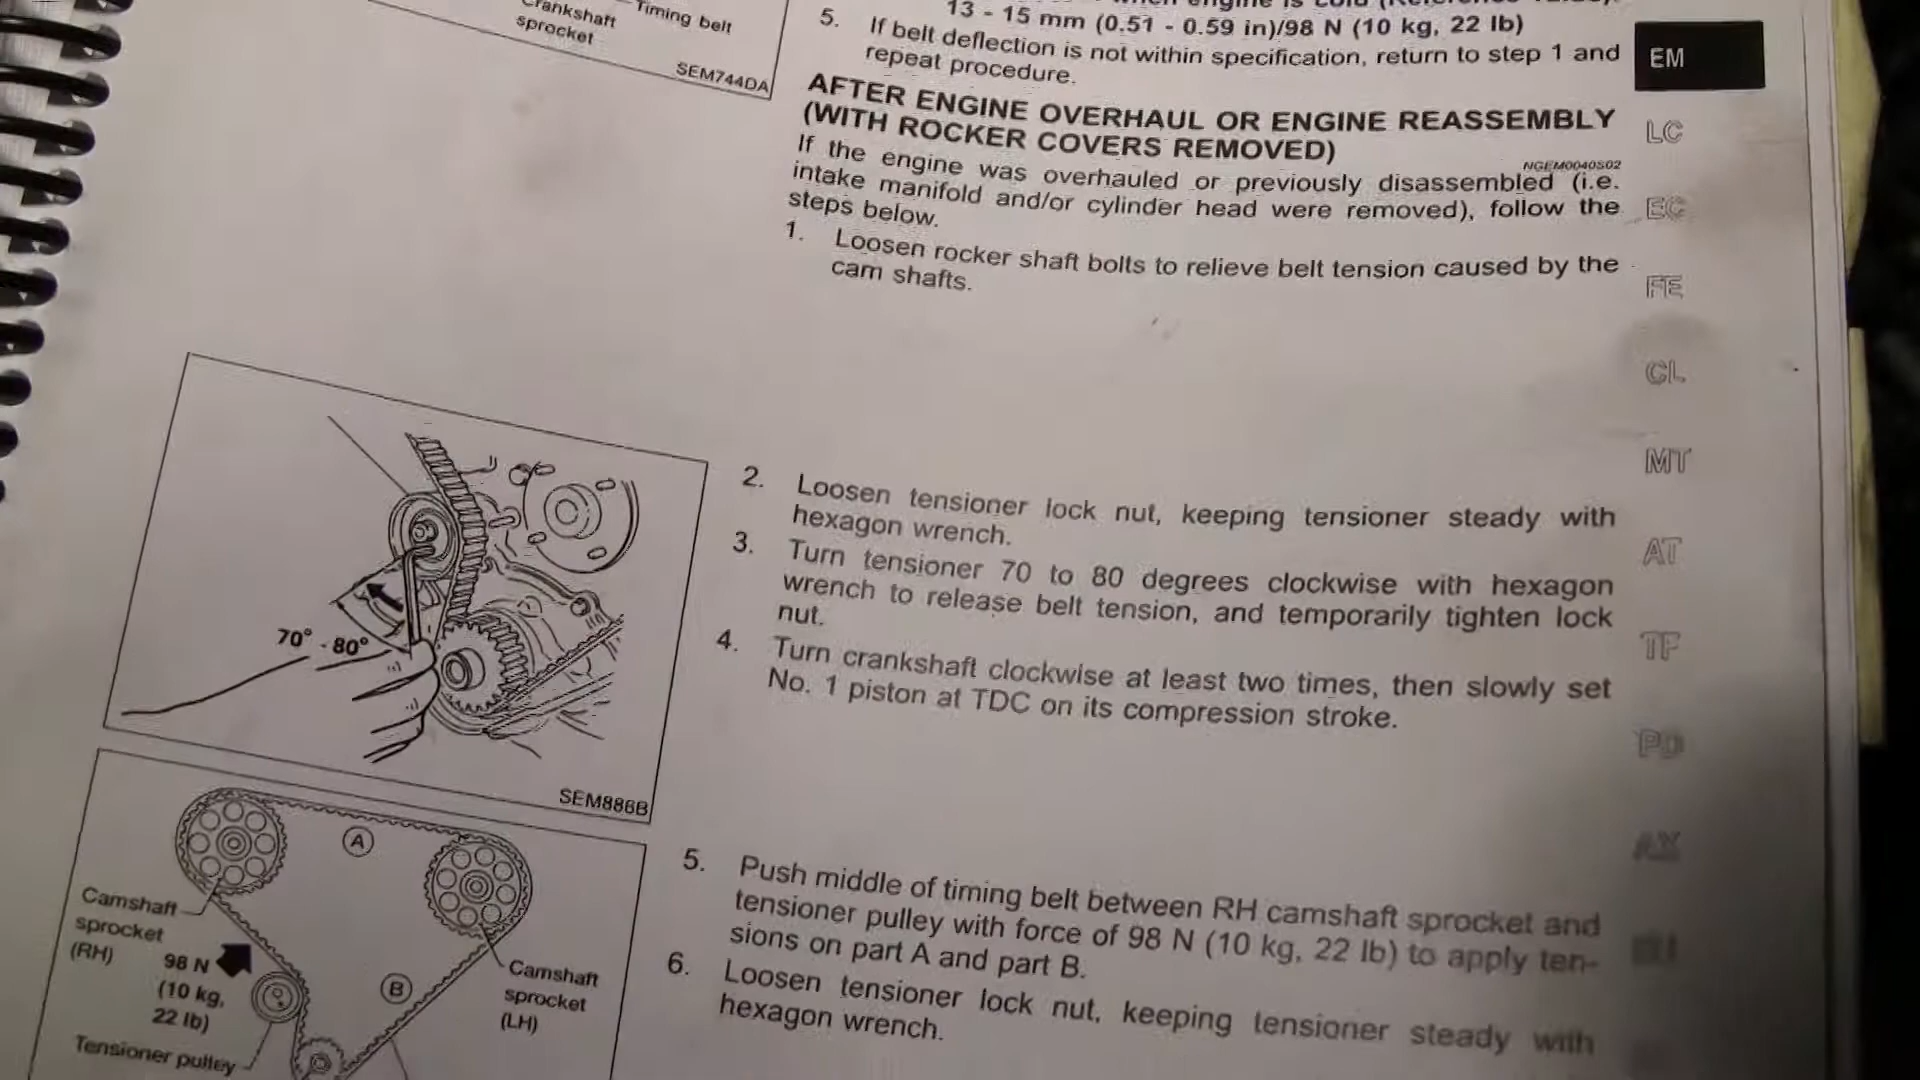 Crankshaft
sprocket
Timing belt
SEM744DA
13 - 15 mm (0.51 - 0.59 in)/98 N (10 kg, 22 lb)
5. If belt deflection is not within specification, return to step 1 and
repeat procedure.
AFTER ENGINE OVERHAUL OR ENGINE REASSEMBLY
(WITH ROCKER COVERS REMOVED)
NGEM0040S02
If the engine was overhauled or previously disassembled (i.e.
intake manifold and/or cylinder head were removed), follow the
steps below.
1. Loosen rocker shaft bolts to relieve belt tension caused by the
cam shafts.
70° - 80°
SEM886B
2. Loosen tensioner lock nut, keeping tensioner steady with
hexagon wrench.
3. Turn tensioner 70 to 80 degrees clockwise with hexagon
wrench to release belt tension, and temporarily tighten lock
nut.
4. Turn crankshaft clockwise at least two times, then slowly set
No. 1 piston at TDC on its compression stroke.
A
B
Camshaft
sprocket
(RH)
98 N
(10 kg,
22 lb)
Tensioner pulley
Camshaft
sprocket
(LH)
5. Push middle of timing belt between RH camshaft sprocket and
tensioner pulley with force of 98 N (10 kg, 22 lb) to apply ten-
sions on part A and part B.
6. Loosen tensioner lock nut, keeping tensioner steady with
hexagon wrench.
EM
LC
EC
FE
CL
MT
AT
TF
PD
AX